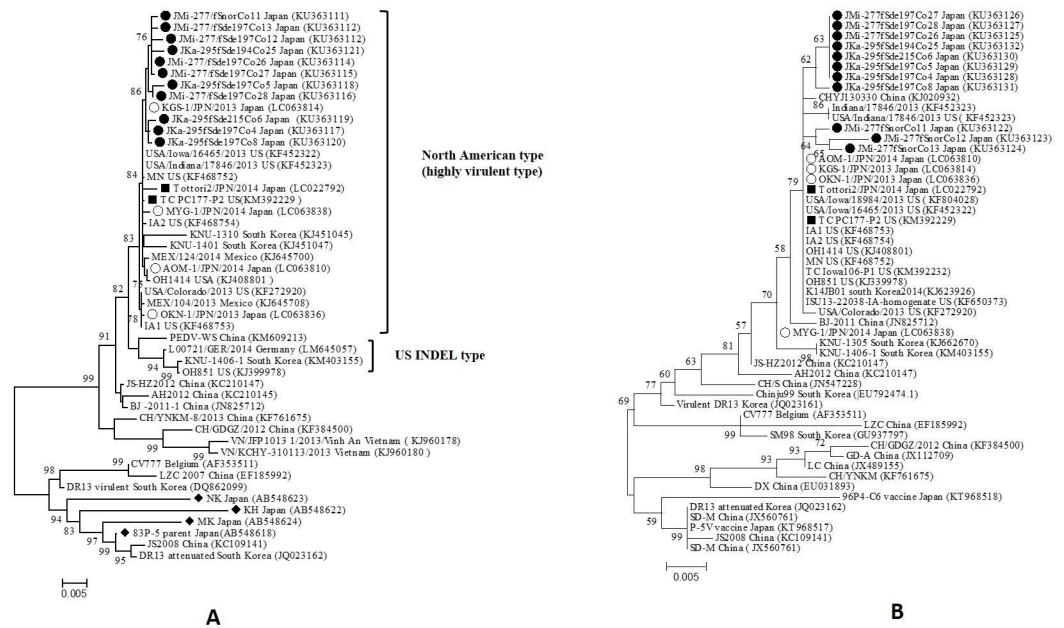 JMi-277/fSnorCo11 Japan (KU363111)
JMi-277/fSde197Co13 Japan (KU363112)
JMi-277/fSde197Co12 Japan (KU363112)
JKa-295fSde194Co25 Japan (KU363121)
JMi-277/fSde197Co26 Japan (KU363114)
JMi-277/fSde197Co27 Japan (KU363115)
JKa-295fSde197Co5 Japan (KU363118)
JMi-277/fSde197Co28 Japan (KU363116)
KGS-1/JPN/2013 Japan (LC063814)
JKa-295fSde215Co6 Japan (KU363119)
JKa-295fSde197Co4 Japan (KU363117)
JKa-295fSde197Co8 Japan (KU363120)
USA/Iowa/16465/2013 US (KF452322)
USA/Indiana/17846/2013 US (KF452323)
MN US (KF468752)
Tottori2/JPN/2014 Japan (LC022792)
TC PC177-P2 US(KM392229 )
MYG-1/JPN/2014 Japan (LC063838)
IA2 US (KF468754)
KNU-1310 South Korea (KJ451045)
KNU-1401 South Korea (KJ451047)
MEX/124/2014 Mexico (KJ645700)
AOM-1/JPN/2014 Japan (LC063810)
OH1414 USA (KJ408801 )
USA/Colorado/2013 US (KF272920)
MEX/104/2013 Mexico (KJ645708)
OKN-1/JPN/2013 Japan (LC063836)
IA1 US (KF468753)
PEDV-WS China (KM609213)
L00721/GER/2014 Germany (LM645057)
KNU-1406-1 South Korea (KM403155)
OH851 US(KJ399978)
JS-HZ2012 China (KC210147)
AH2012 China (KC210145)
BJ -2011-1 China (JN825712)
CH/YNKM-8/2013 China (KF761675)
CH/GDGZ/2012 China (KF384500)
VN/JFP1013 1/2013/Vinh An Vietnam ( KJ960178)
VN/KCHY-310113/2013 Vietnam (KJ960180 )
CV777 Belgium (AF353511)
LZC 2007 China (EF185992)
DR13 virulent South Korea (DQ862099)
NK Japan (AB548623)
KH Japan (AB548622)
MK Japan (AB548624)
83P-5 parent Japan(AB548618)
JS2008 China (KC109141)
DR13 attenuated South Korea (JQ023162)
76
86
84
83
75
78
82
91
94
99
99
99
99
98
94
83
97
99
95
North American type
(highly virulent type)
US INDEL type
0.005
A
JMi-277fSde197Co27 Japan (KU363126)
JMi-277fSde197Co28 Japan (KU363127)
JMi-277fSde197Co26 Japan (KU363125)
JKa-295fSde194Co25 Japan (KU363132)
JKa-295fSde215Co6 Japan (KU363130)
JKa-295fSde197Co5 Japan (KU363129)
JKa-295fSde197Co4 Japan (KU363128)
JKa-295fSde197Co8 Japan (KU363131)
CHYJ130330 China (KJ020932)
Indiana/17846/2013 (KF452323)
USA/Indiana/17846/2013 US ( KF452323)
JMi-277fSnorCo11 Japan (KU363122)
JMi-277fSnorCo12 Japan (KU363123)
JMi-277fSnorCo13 Japan (KU363124)
AOM-1/JPN/2014 Japan (LC063810)
KGS-1/JPN/2013 Japan (LC063814)
OKN-1/JPN/2013 Japan (LC063836)
Tottori2/JPN/2014 Japan (LC022792)
USA/Iowa/18984/2013 US (KF804028)
USA/Iowa/16465/2013 US (KF452322)
TC PC177-P2 US (KM392229)
IA1 US (KF468753)
IA2 US (KF468754)
OH1414 US (KJ408801)
MN US (KF468752)
TC Iowa106-P1 US (KM392232)
OH851 US (KJ339978)
K14JB01 south Korea2014(KJ623926)
ISU13-22038-IA-homogenate US (KF650373)
USA/Colorado/2013 US (KF272920)
BJ-2011 China (JN825712)
MYG-1/JPN/2014 Japan (LC063838)
KNU-1305 South Korea (KJ662670)
KNU-1406-1 South Korea (KM403155)
JS-HZ2012 China (KC210147)
AH2012 China (KC210147)
CH/S China (JN547228)
Chinju99 South Korea (EU792474.1)
Virulent DR13 Korea (JQ023161)
CV777 Belgium (AF353511)
LZC China (EF185992)
SM98 South Korea (GU937797)
CH/GDGZ/2012 China (KF384500)
GD-A China (JX112709)
LC China (JX489155)
CH/YNKM (KF761675)
DX China (EU031893)
96P4-C6 vaccine Japan (KT968518)
DR13 attenuated Korea (JQ023162)
SD-M China (JX560761)
P-5V vaccine Japan (KT968517)
JS2008 China (KC109141)
SD-M China ( JX560761)
63
62
86
64
65
79
58
70
98
57
81
60
77
69
99
72
93
93
98
59
99
0.005
B